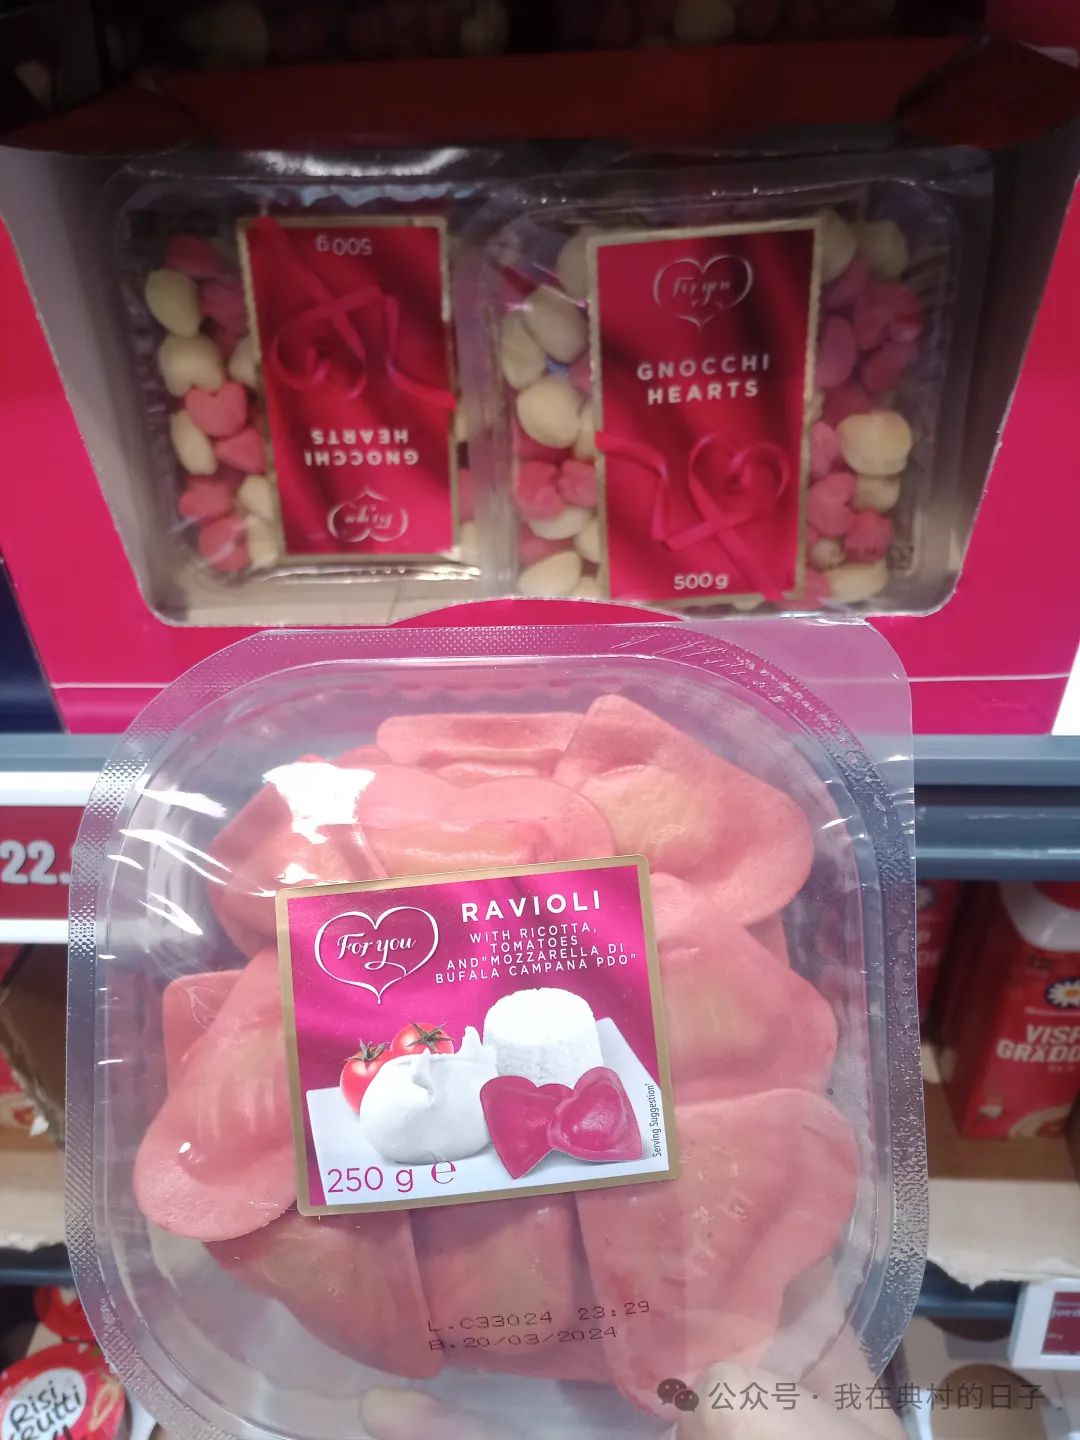 500g
GNOCCHI
HEARTS
For you
For you
GNOCCHI
HEARTS
500g
22.
For you
RAVIOLI
WITH RICOTTA,
TOMATOES
AND "MOZZARELLA DI
BUFALA CAMPANA PDO"
Serving Suggestion
250 g e
VISP
GRÄDD
L.C33024 23:29
B.20/03/2024
Risi
frutti
公众号·我在典村的日子